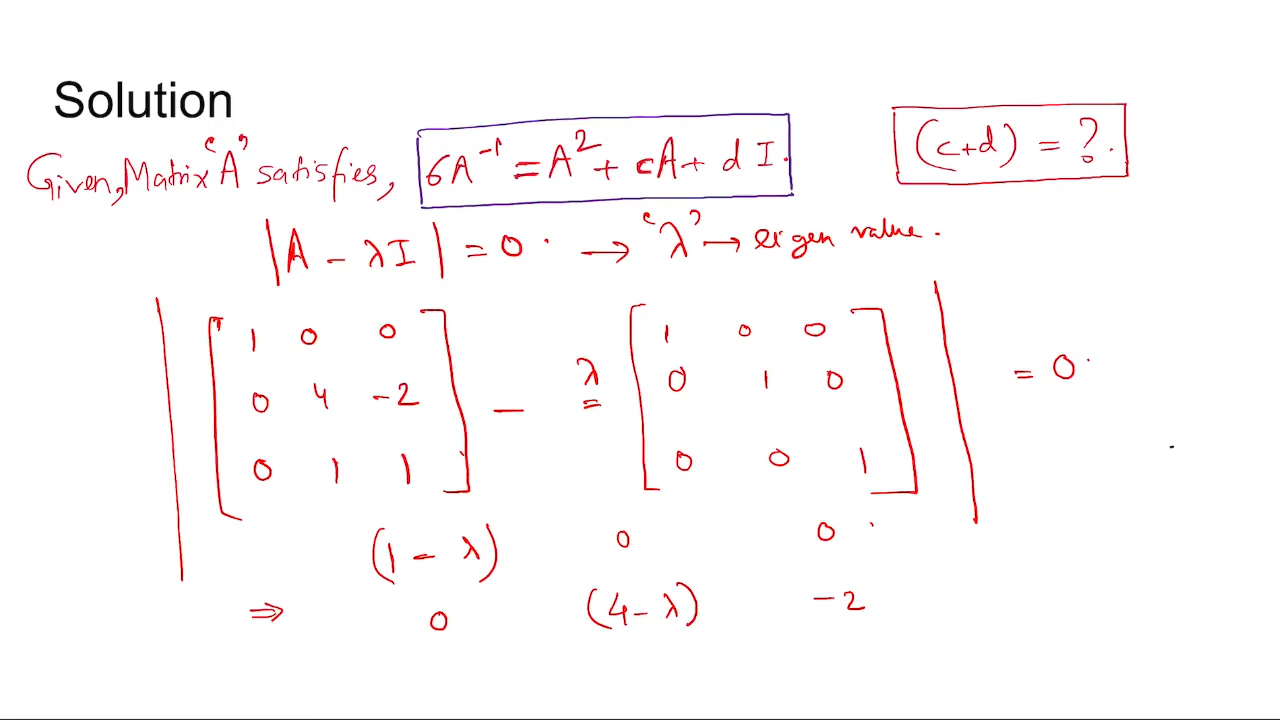 Solution
Given, Matrix "A" satisfies, 6A⁻¹ = A² + cA + dI. (c+d) = ?.
|A - λI| = 0. → "λ" → eigen value.
1 0 0 1 0 0
0 4 -2 - λ 0 1 0 = 0.
0 1 1 0 0 1
(1 - λ) 0 0
⇒ 0 (4 - λ) -2